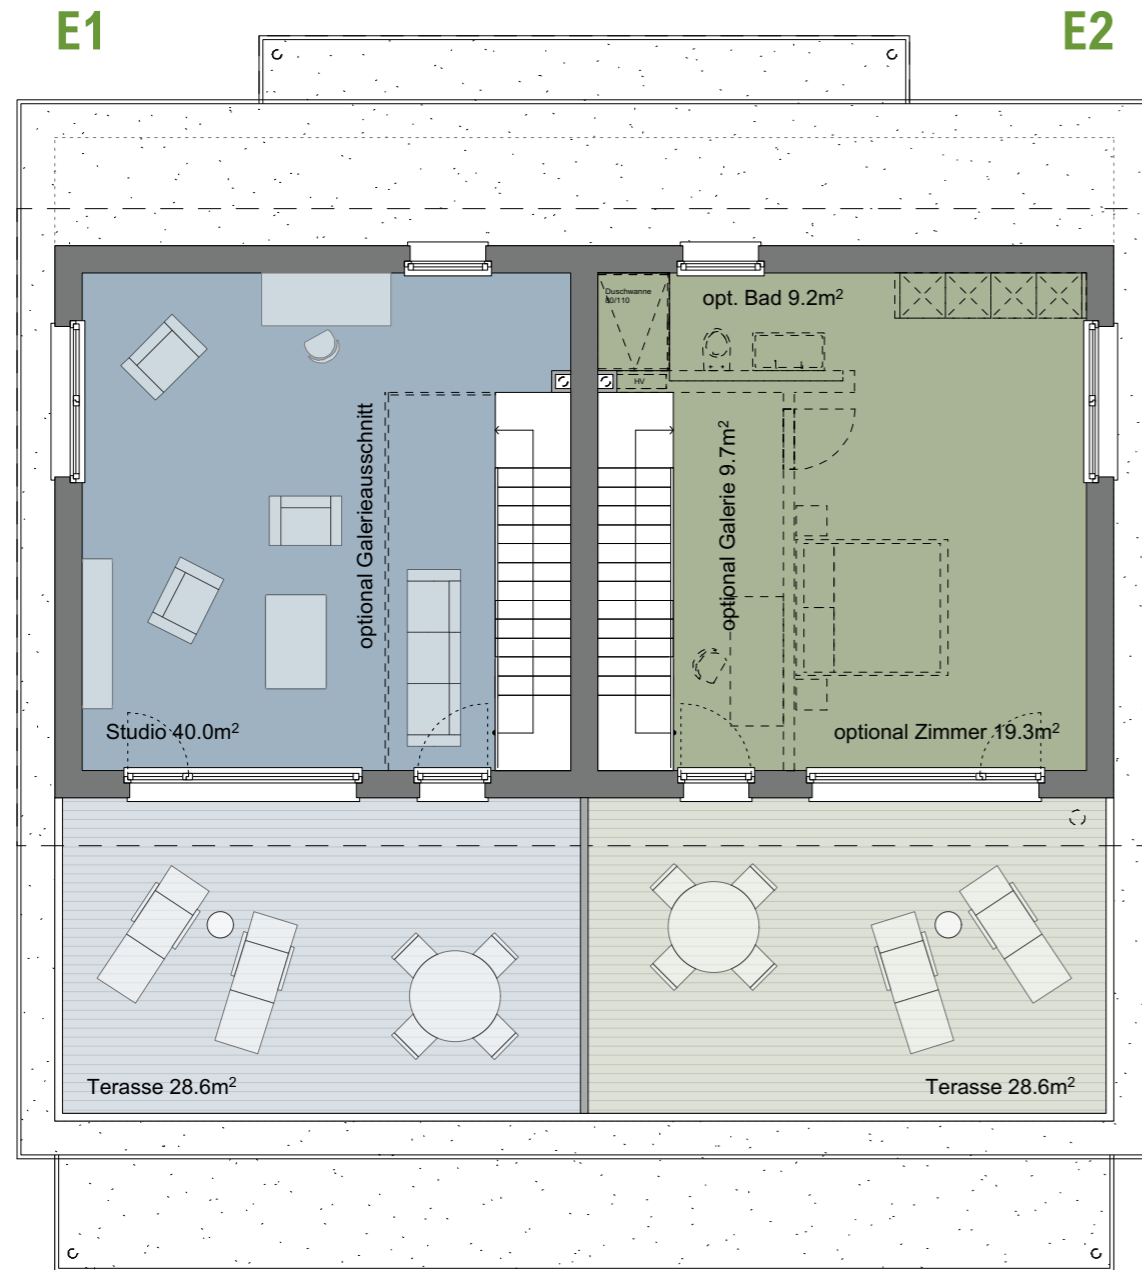 E1
E2
Duschwanne
80/110
opt. Bad 9.2m²
HV
optional Galerieausschnitt
optional Galerie 9.7m²
Studio 40.0m²
optional Zimmer 19.3m²
Terasse 28.6m²
Terasse 28.6m²